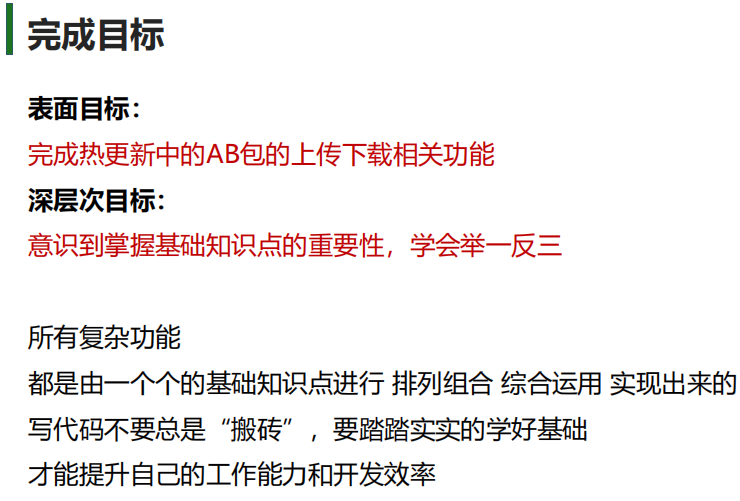 完成目标
表面目标：
完成热更新中的AB包的上传下载相关功能
深层次目标：
意识到掌握基础知识点的重要性，学会举一反三
所有复杂功能
都是由一个个的基础知识点进行 排列组合 综合运用 实现出来的
写代码不要总是“搬砖”，要踏踏实实的学好基础
才能提升自己的工作能力和开发效率